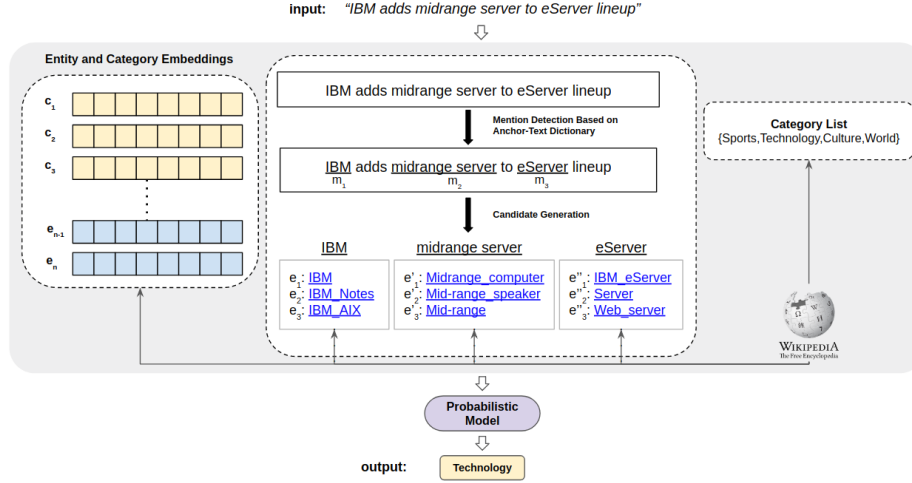 input: “IBM adds midrange server to eServer lineup”
Entity and Category Embeddings
c1
c2
c3
en-1
en
IBM adds midrange server to eServer lineup
Mention Detection Based on
Anchor-Text Dictionary
IBM adds midrange server to eServer lineup
m1 m2 m3
Candidate Generation
IBM midrange server eServer
e1: IBM
e2: IBM_Notes
e3: IBM_AIX
e'1: Midrange_computer
e'2: Mid-range_speaker
e'3: Mid-range
e''1: IBM_eServer
e''2: Server
e''3: Web_server
Category List
{Sports,Technology,Culture,World}
WIKIPEDIA
The Free Encyclopedia
Probabilistic
Model
output: Technology